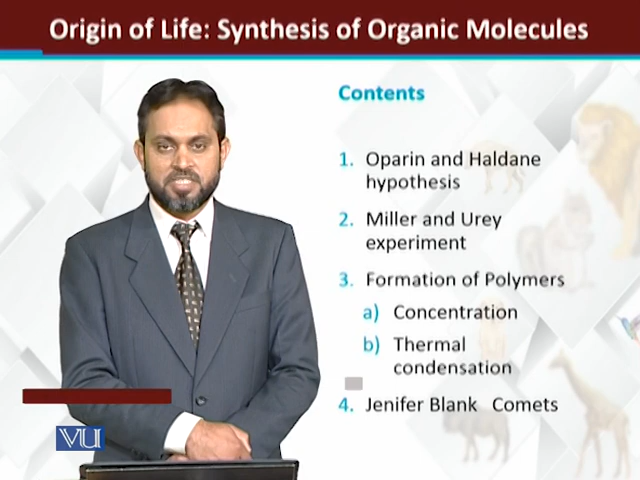 Origin of Life: Synthesis of Organic Molecules
Contents
1. Oparin and Haldane
hypothesis
2. Miller and Urey
experiment
3. Formation of Polymers
a) Concentration
b) Thermal
condensation
4. Jenifer Blank Comets
VU